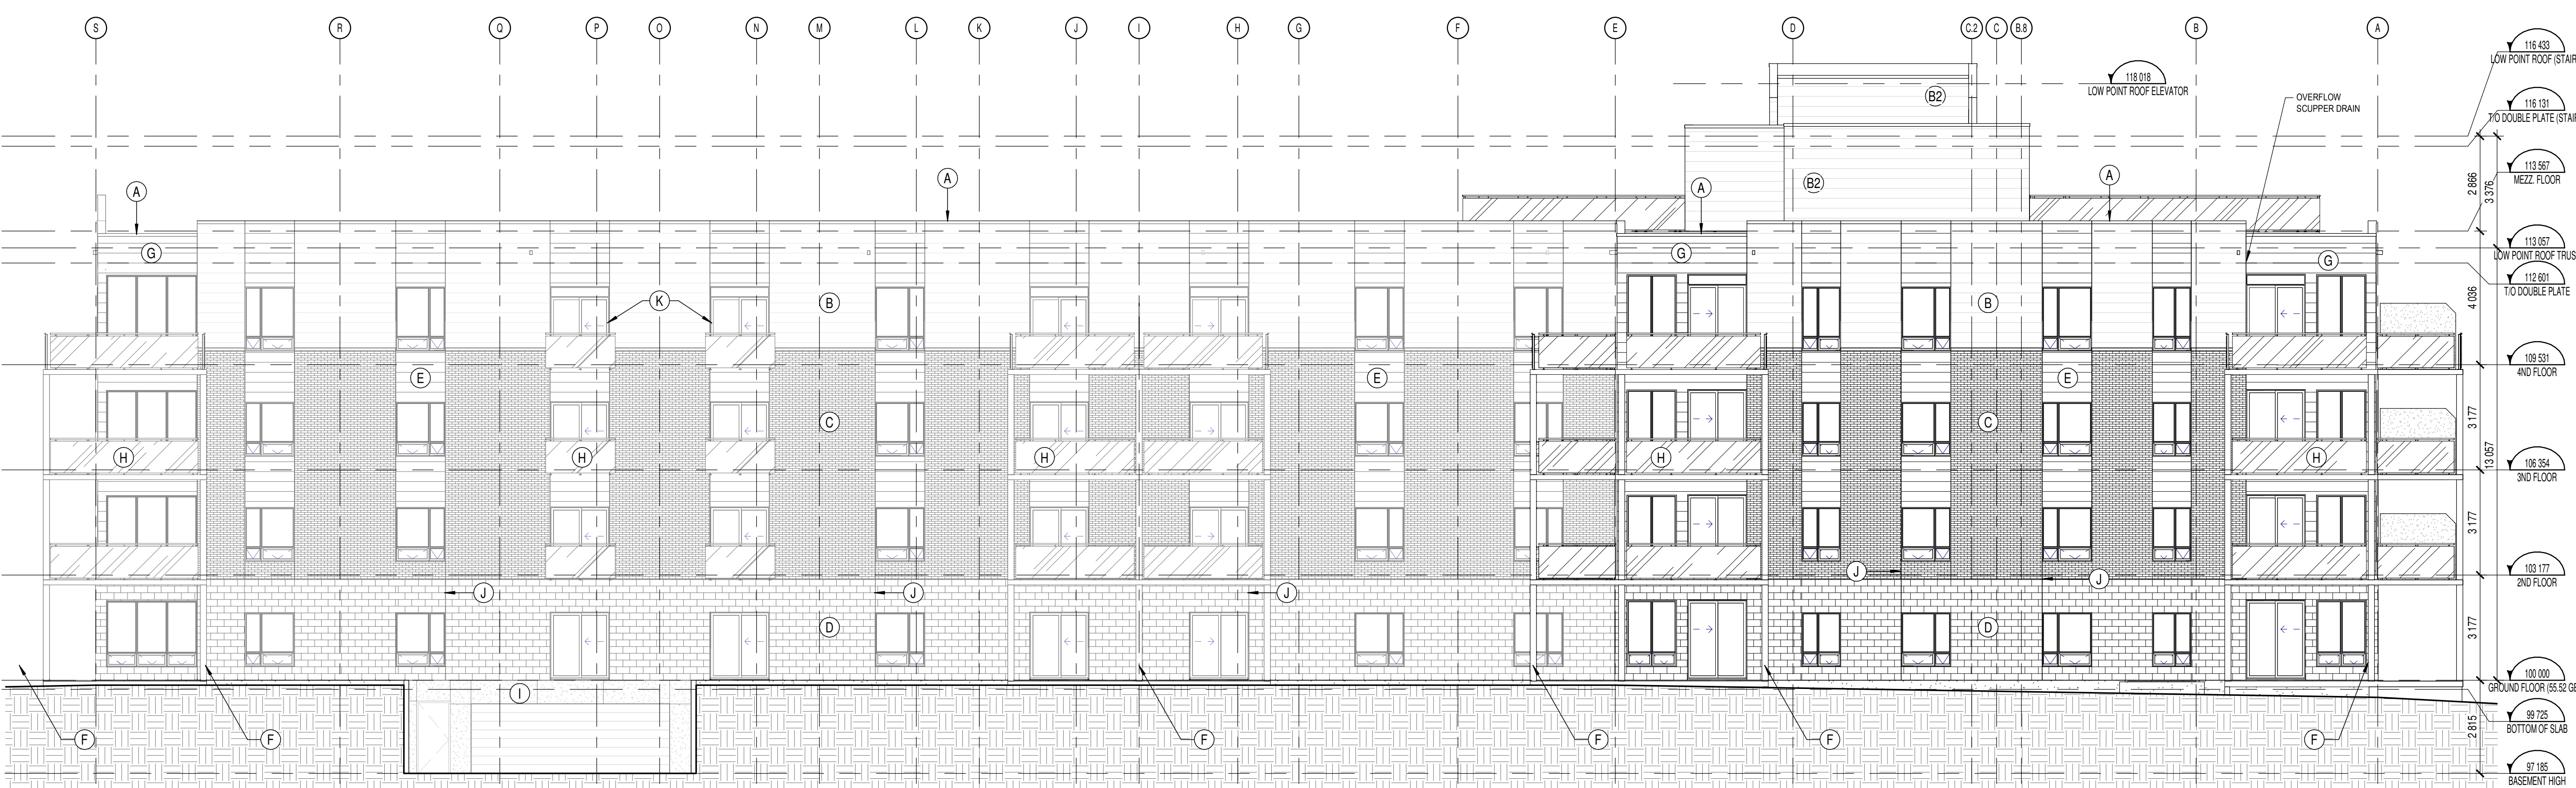 S R Q P O N M L K J I H G F E D C.2 C B.8 B A
116 433
LOW POINT ROOF (STAIR
118 018
LOW POINT ROOF ELEVATOR
B2
OVERFLOW
SCUPPER DRAIN
116 131
T/O DOUBLE PLATE (STAIR
113 567
MEZZ. FLOOR
2 866
3 376
B2
A A A A
G G G
113 057
LOW POINT ROOF TRUS
112 601
T/O DOUBLE PLATE
K B B
4 036
109 531
4ND FLOOR
E E E
C C
3 177
13 057
H H H H H
106 354
3ND FLOOR
3 177
J J
103 177
2ND FLOOR
J J J
D D
3 177
100 000
GROUND FLOOR (55.52 GE
I
99 725
BOTTOM OF SLAB
2 815
F F F F F F
97 185
BASEMENT HIGH